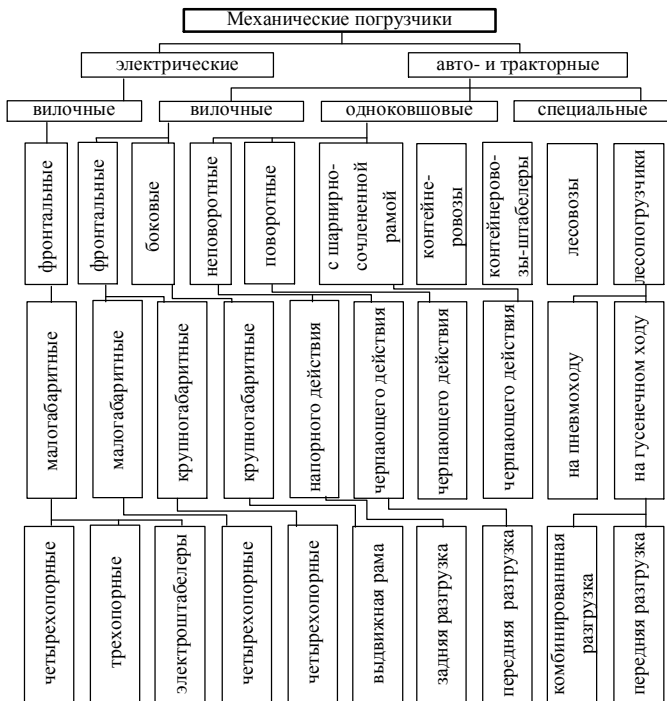 Механические погрузчики
электрические
авто- и тракторные
вилочные
вилочные
одноковшовые
специальные
фронтальные
фронтальные
боковые
неповоротные
поворотные
с шарнирно-
сочлененной
рамой
контейне-
ровозы
контейнерово-
зы-штабелеры
лесовозы
лесопогрузчики
малогабаритные
малогабаритные
крупногабаритные
крупногабаритные
напорного действия
черпающего действия
черпающего действия
черпающего действия
на пневмоходу
на гусенечном ходу
четырехопорные
трехопорные
электроштабелеры
четырехопорные
четырехопорные
выдвижная рама
задняя разгрузка
передняя разгрузка
комбинированнная
разгрузка
передняя разгрузка